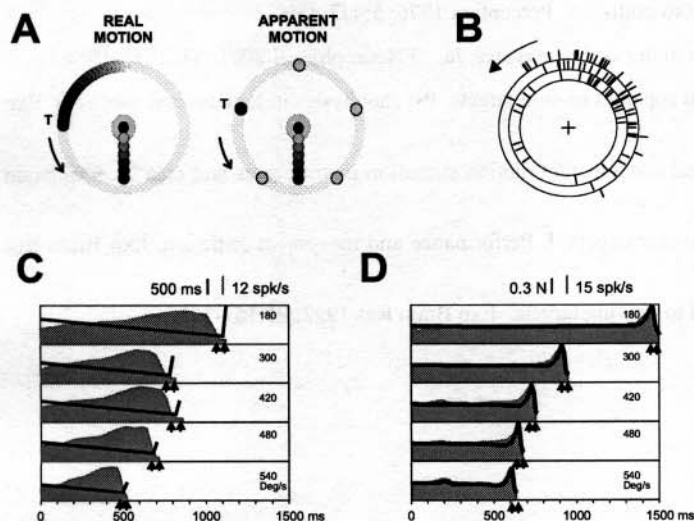 A
REAL MOTION
APPARENT MOTION
B
T
T
C
500 ms
12 spk/s
180
300
420
480
540 Deg/s
0
500
1000
1500
D
0.3 N
15 spk/s
180
300
420
480
540 Deg/s
0
500
1000
1500 ms